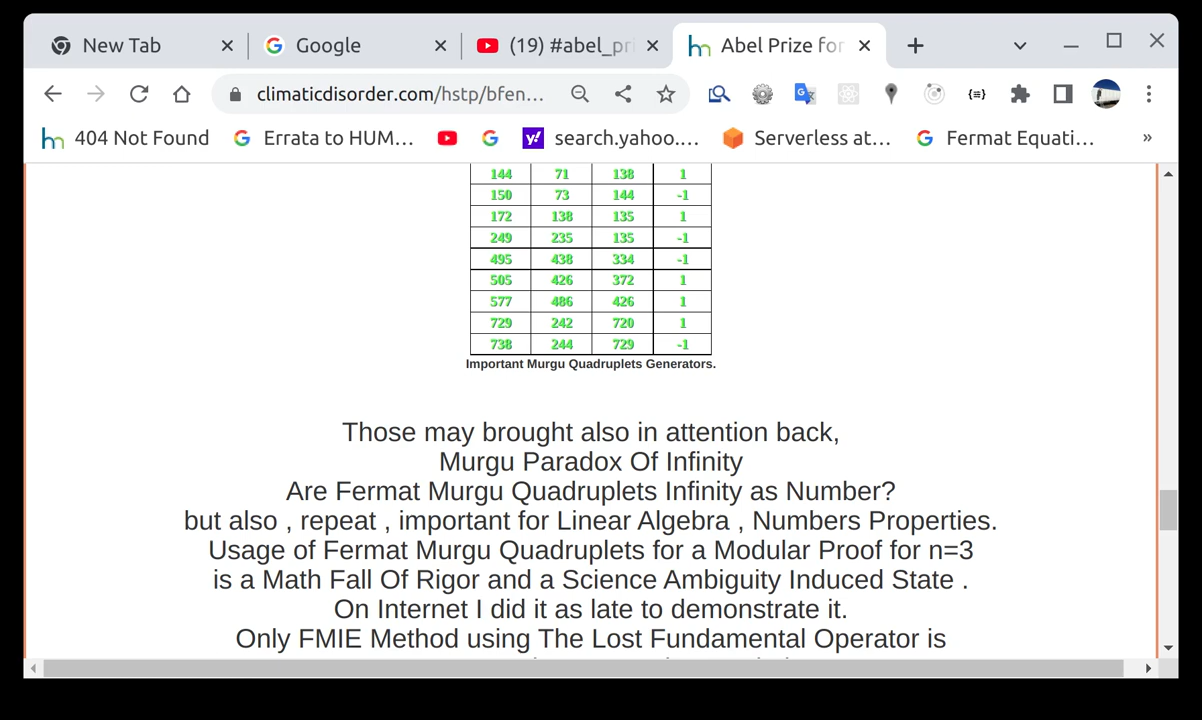 New Tab
Google
(19) #abel_pri
Abel Prize for
climaticdisorder.com/hstp/bfen...
404 Not Found
Errata to HUM...
search.yahoo....
Serverless at...
Fermat Equati...
»
144 71 138 1
150 73 144 -1
172 138 135 1
249 235 135 -1
495 438 334 -1
505 426 372 1
577 486 426 1
729 242 720 1
738 244 729 -1
Important Murgu Quadruplets Generators.
Those may brought also in attention back,
Murgu Paradox Of Infinity
Are Fermat Murgu Quadruplets Infinity as Number?
but also , repeat , important for Linear Algebra , Numbers Properties.
Usage of Fermat Murgu Quadruplets for a Modular Proof for n=3
is a Math Fall Of Rigor and a Science Ambiguity Induced State .
On Internet I did it as late to demonstrate it.
Only FMIE Method using The Lost Fundamental Operator is